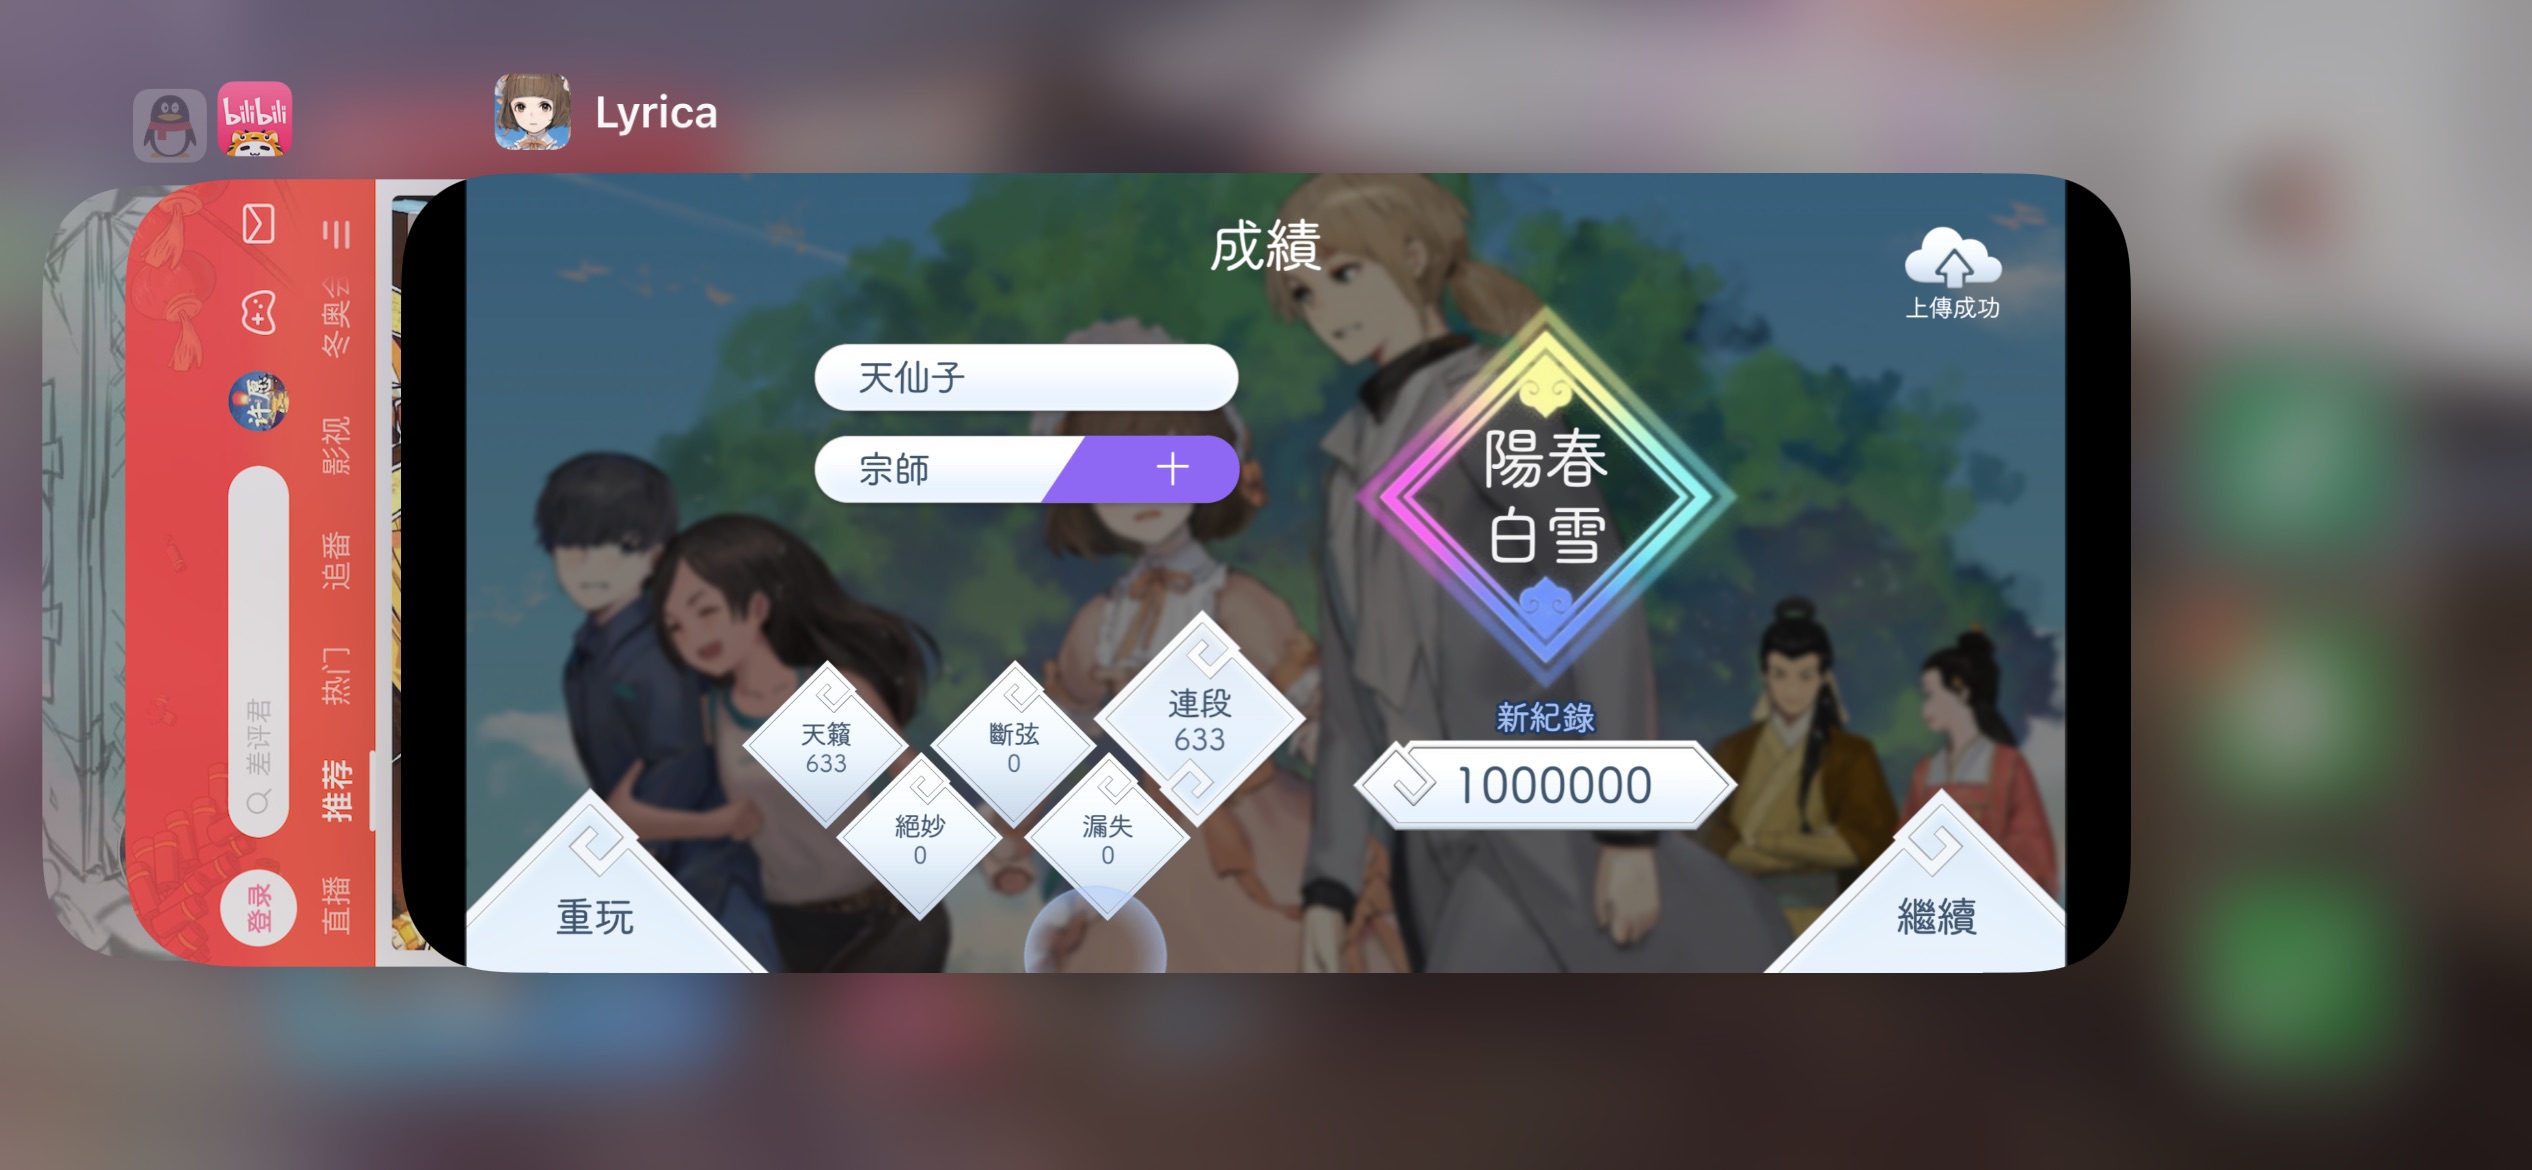 bilibili
Lyrica
成績
上傳成功
天仙子
宗師
+
陽春
白雪
天籟
633
斷弦
0
連段
633
絕妙
0
漏失
0
新紀錄
1000000
重玩
繼續
登录
差评君
许愿
直播
推荐
热门
追番
影视
冬奥会